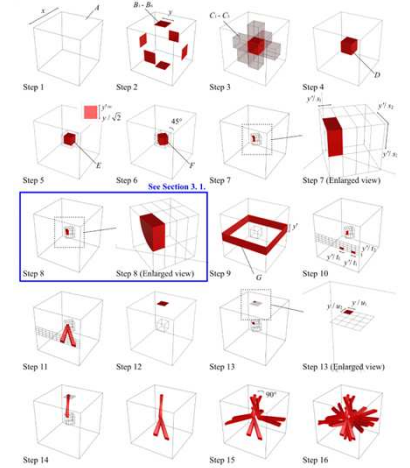 x
A
B₁ - B₆
y
C₁ - C₇
D
Step 1
Step 2
Step 3
Step 4
y'=
y / √2
45°
y'/ s₁
y'/ s₂
E
F
Step 5
Step 6
Step 7
Step 7 (Enlarged view)
See Section 3. 1.
y'
G
y'/ t₁
Step 8
Step 8 (Enlarged view)
Step 9
Step 10
y / u₁
Step 11
Step 12
Step 13
Step 13 (Enlarged view)
90°
Step 14
Step 15
Step 16